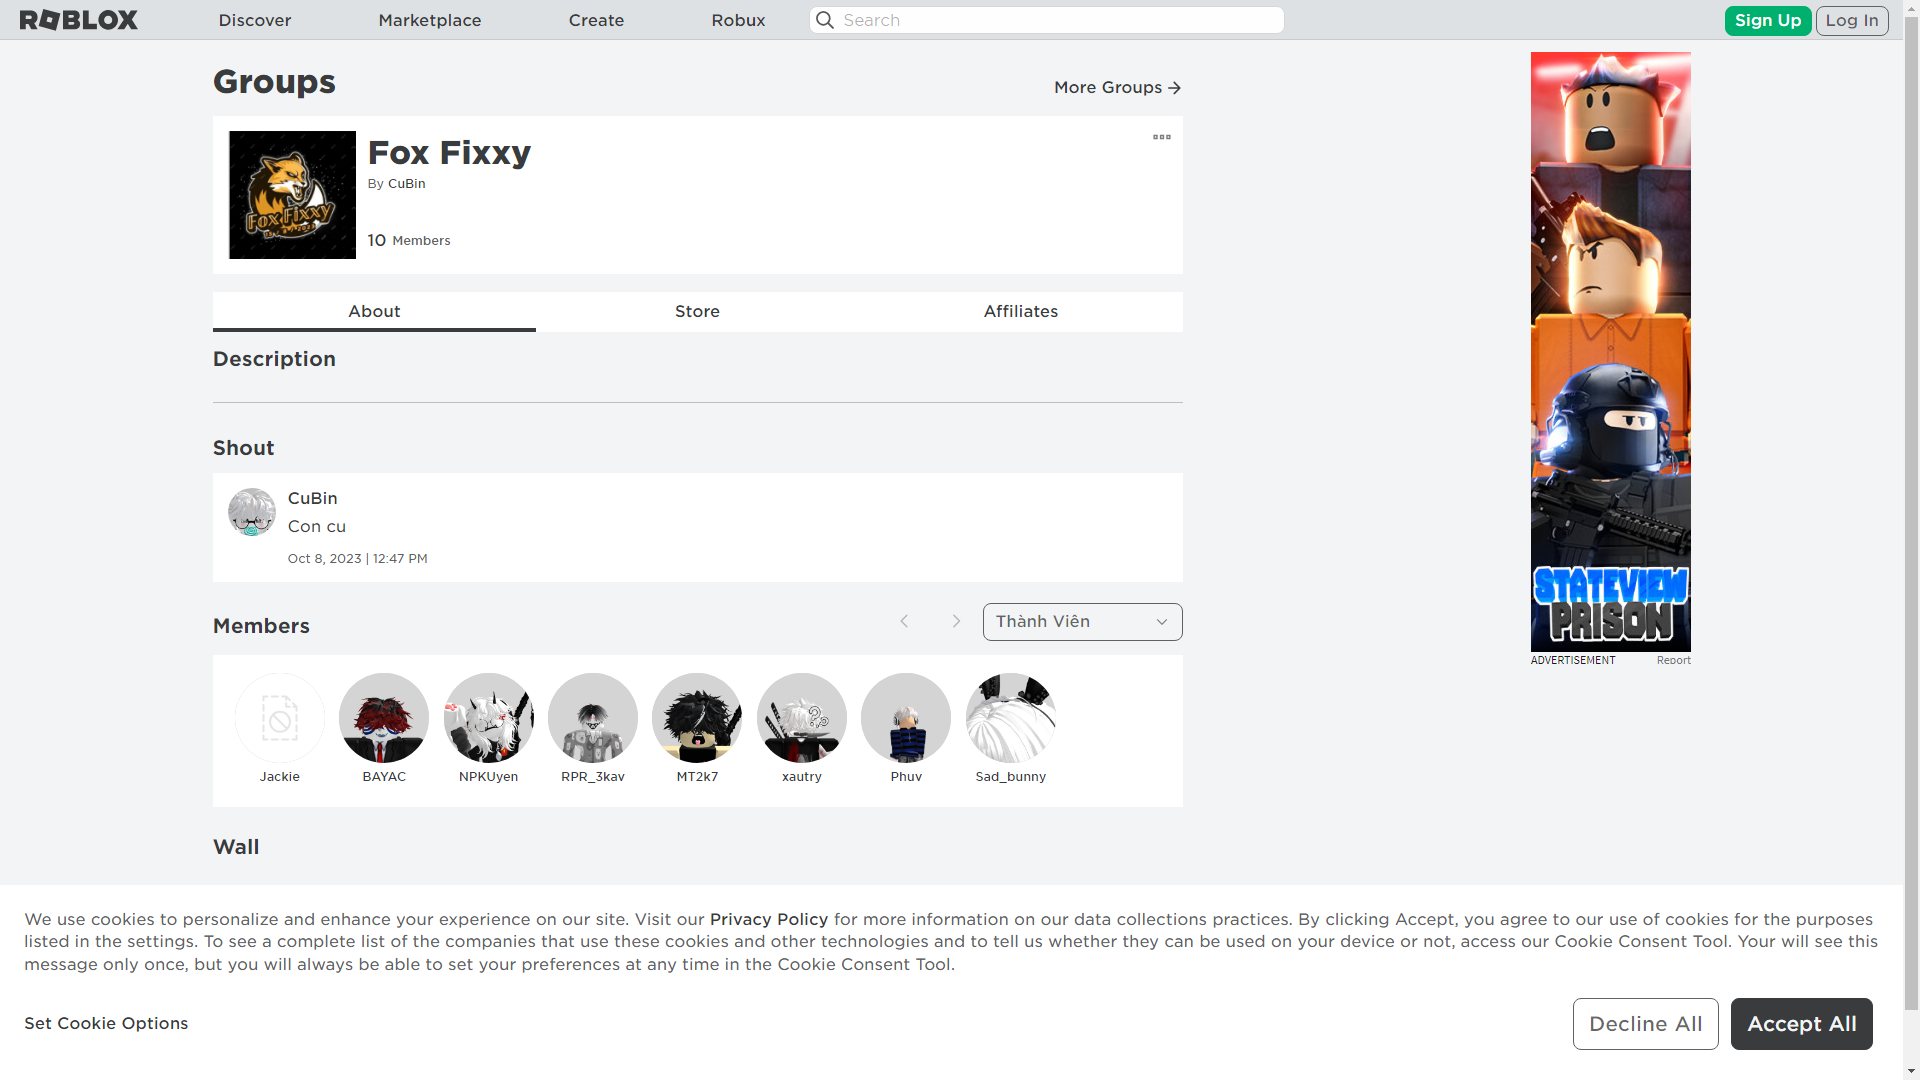 ROBLOX
Discover
Marketplace
Create
Robux
Search
Sign Up
Log In
Groups
More Groups
Fox Fixxy
Fox Fixxy
By CuBin
10 Members
About
Store
Affiliates
Description
Shout
CuBin
Con cu
Oct 8, 2023 | 12:47 PM
Members
Thành Viên
Jackie
BAYAC
NPKUyen
RPR_3kav
MT2k7
xautry
Phuv
Sad_bunny
Wall
STATEVIEW
PRISON
ADVERTISEMENT
Report
We use cookies to personalize and enhance your experience on our site. Visit our Privacy Policy for more information on our data collections practices. By clicking Accept, you agree to our use of cookies for the purposes
listed in the settings. To see a complete list of the companies that use these cookies and other technologies and to tell us whether they can be used on your device or not, access our Cookie Consent Tool. Your will see this
message only once, but you will always be able to set your preferences at any time in the Cookie Consent Tool.
Set Cookie Options
Decline All
Accept All